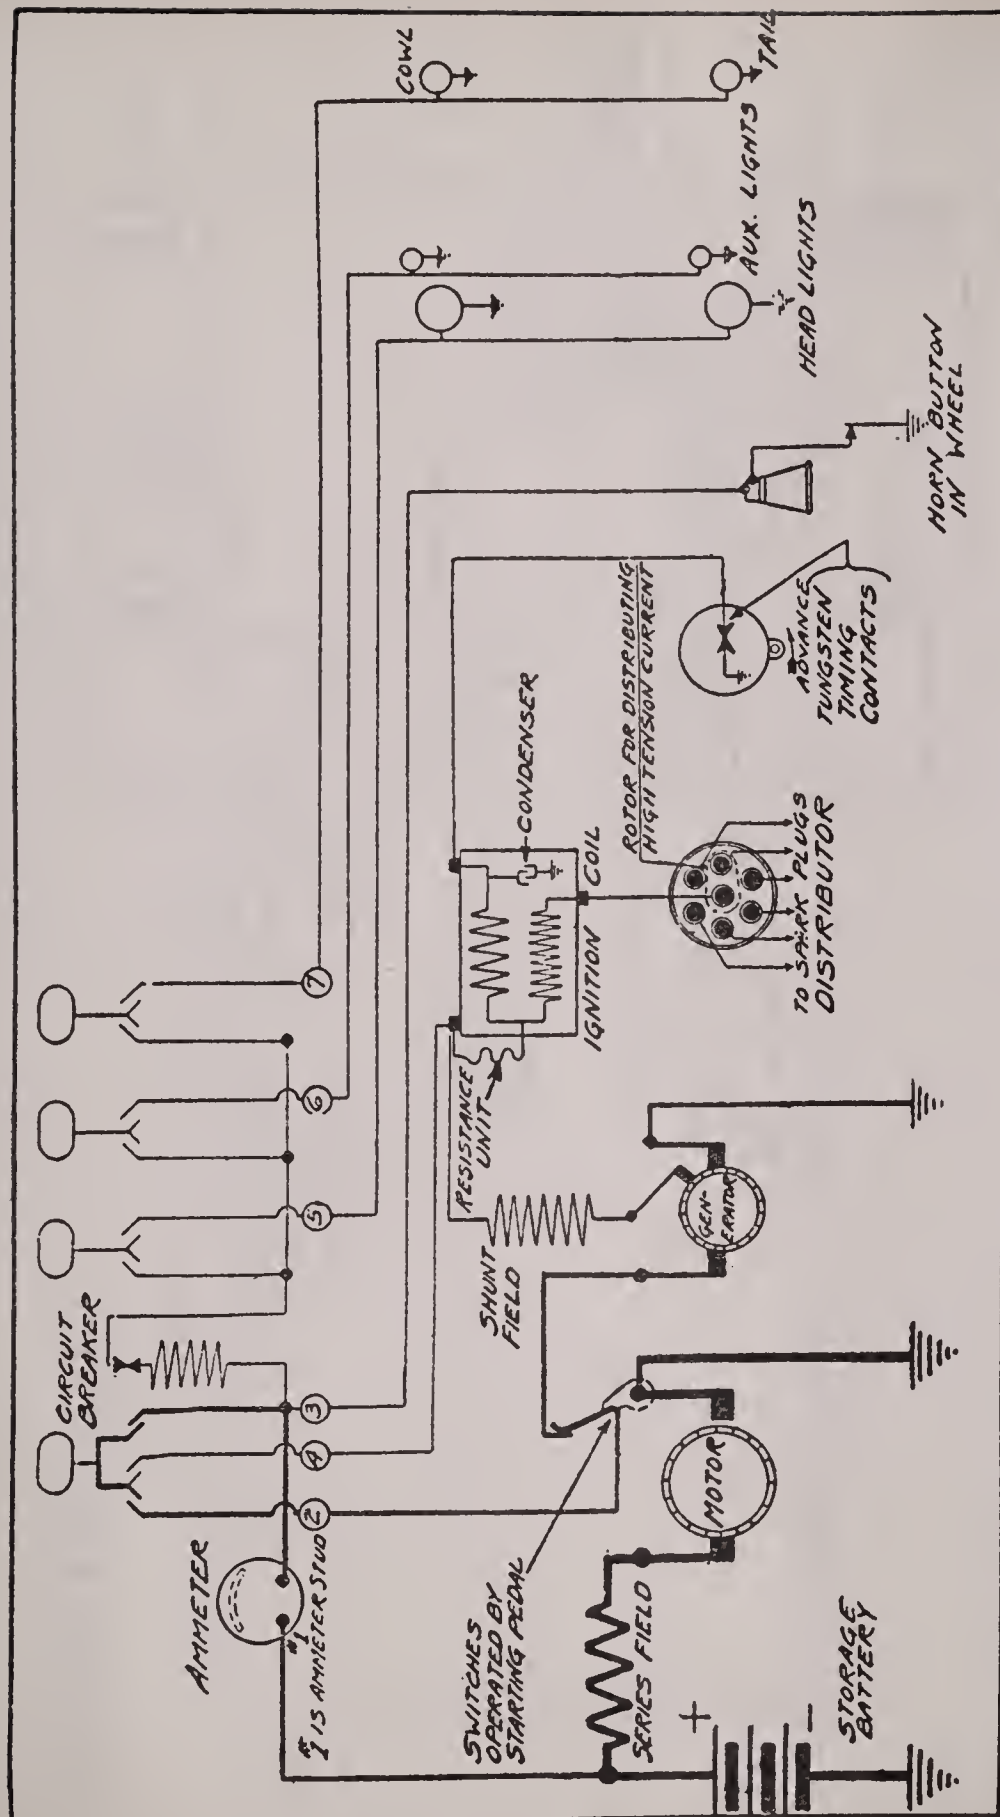 AMMETER
#1
#1 IS AMMETER STUD
CIRCUIT
BREAKER
2
4
3
5
6
7
COWL
TAIL
AUX. LIGHTS
HEAD LIGHTS
HORN BUTTON
IN WHEEL
SWITCHES
OPERATED BY
STARTING PEDAL
SERIES FIELD
+
-
STORAGE
BATTERY
MOTOR
SHUNT
FIELD
GEN-
ERATOR
RESISTANCE
UNIT
IGNITION COIL
CONDENSER
ROTOR FOR DISTRIBUTING
HIGH TENSION CURRENT
TO SPARK PLUGS
DISTRIBUTOR
ADVANCE
TUNGSTEN
TIMING
CONTACTS